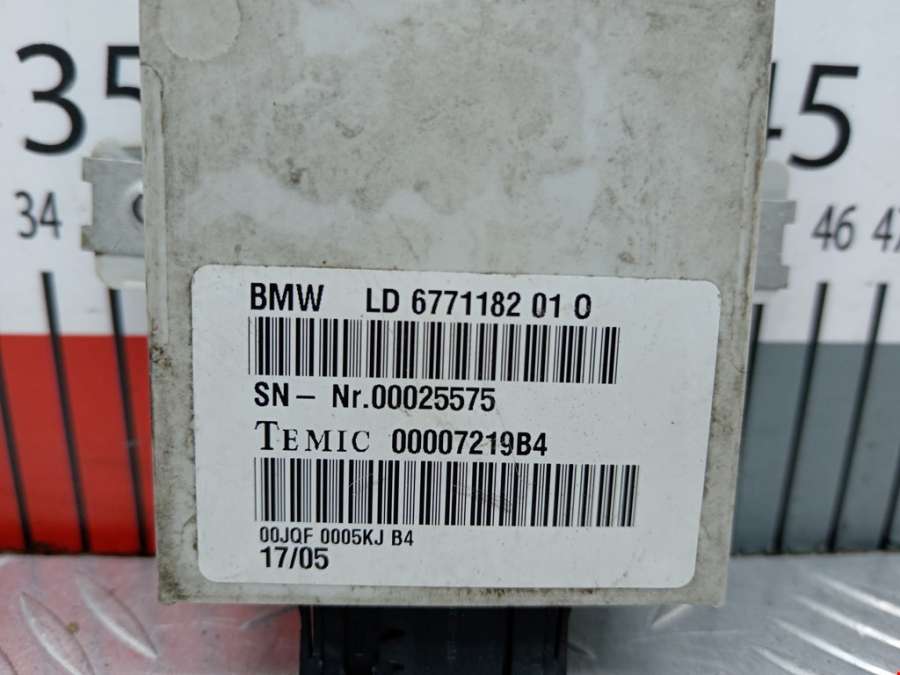 35
45
34
46 47
BMW LD 6771182 01 0
SN – Nr.00025575
TEMIC 00007219B4
00JQF 0005KJ B4
17/05